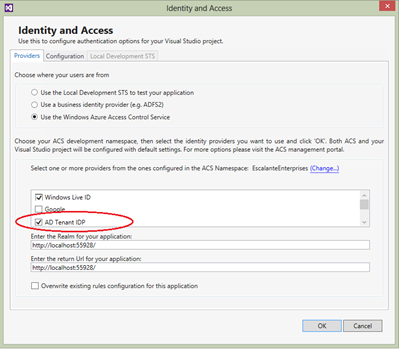 Identity and Access
Identity and Access
Use this to configure authentication options for your Visual Studio project.
Providers Configuration Local Development STS
Choose where your users are from
Use the Local Development STS to test your application
Use a business identity provider (e.g. ADFS2)
Use the Windows Azure Access Control Service
Choose your ACS development namespace, then select the identity providers you want to use and click 'OK'. Both ACS and your
Visual Studio project will be configured with default settings. For more options please visit the ACS management portal.
Select one or more providers from the ones configured in the ACS Namespace: EscalanteEnterprises (Change...)
Windows Live ID
Google
AD Tenant IDP
Enter the Realm for your application:
http://localhost:55928/
Enter the return Url for your application:
http://localhost:55928/
Overwrite existing rules configuration for this application
OK Cancel